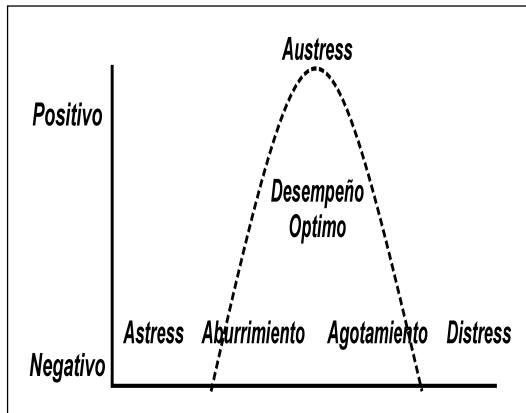 Austress
Positivo
Desempeño
Optimo
Astress Aburrimiento Agotamiento Distress
Negativo